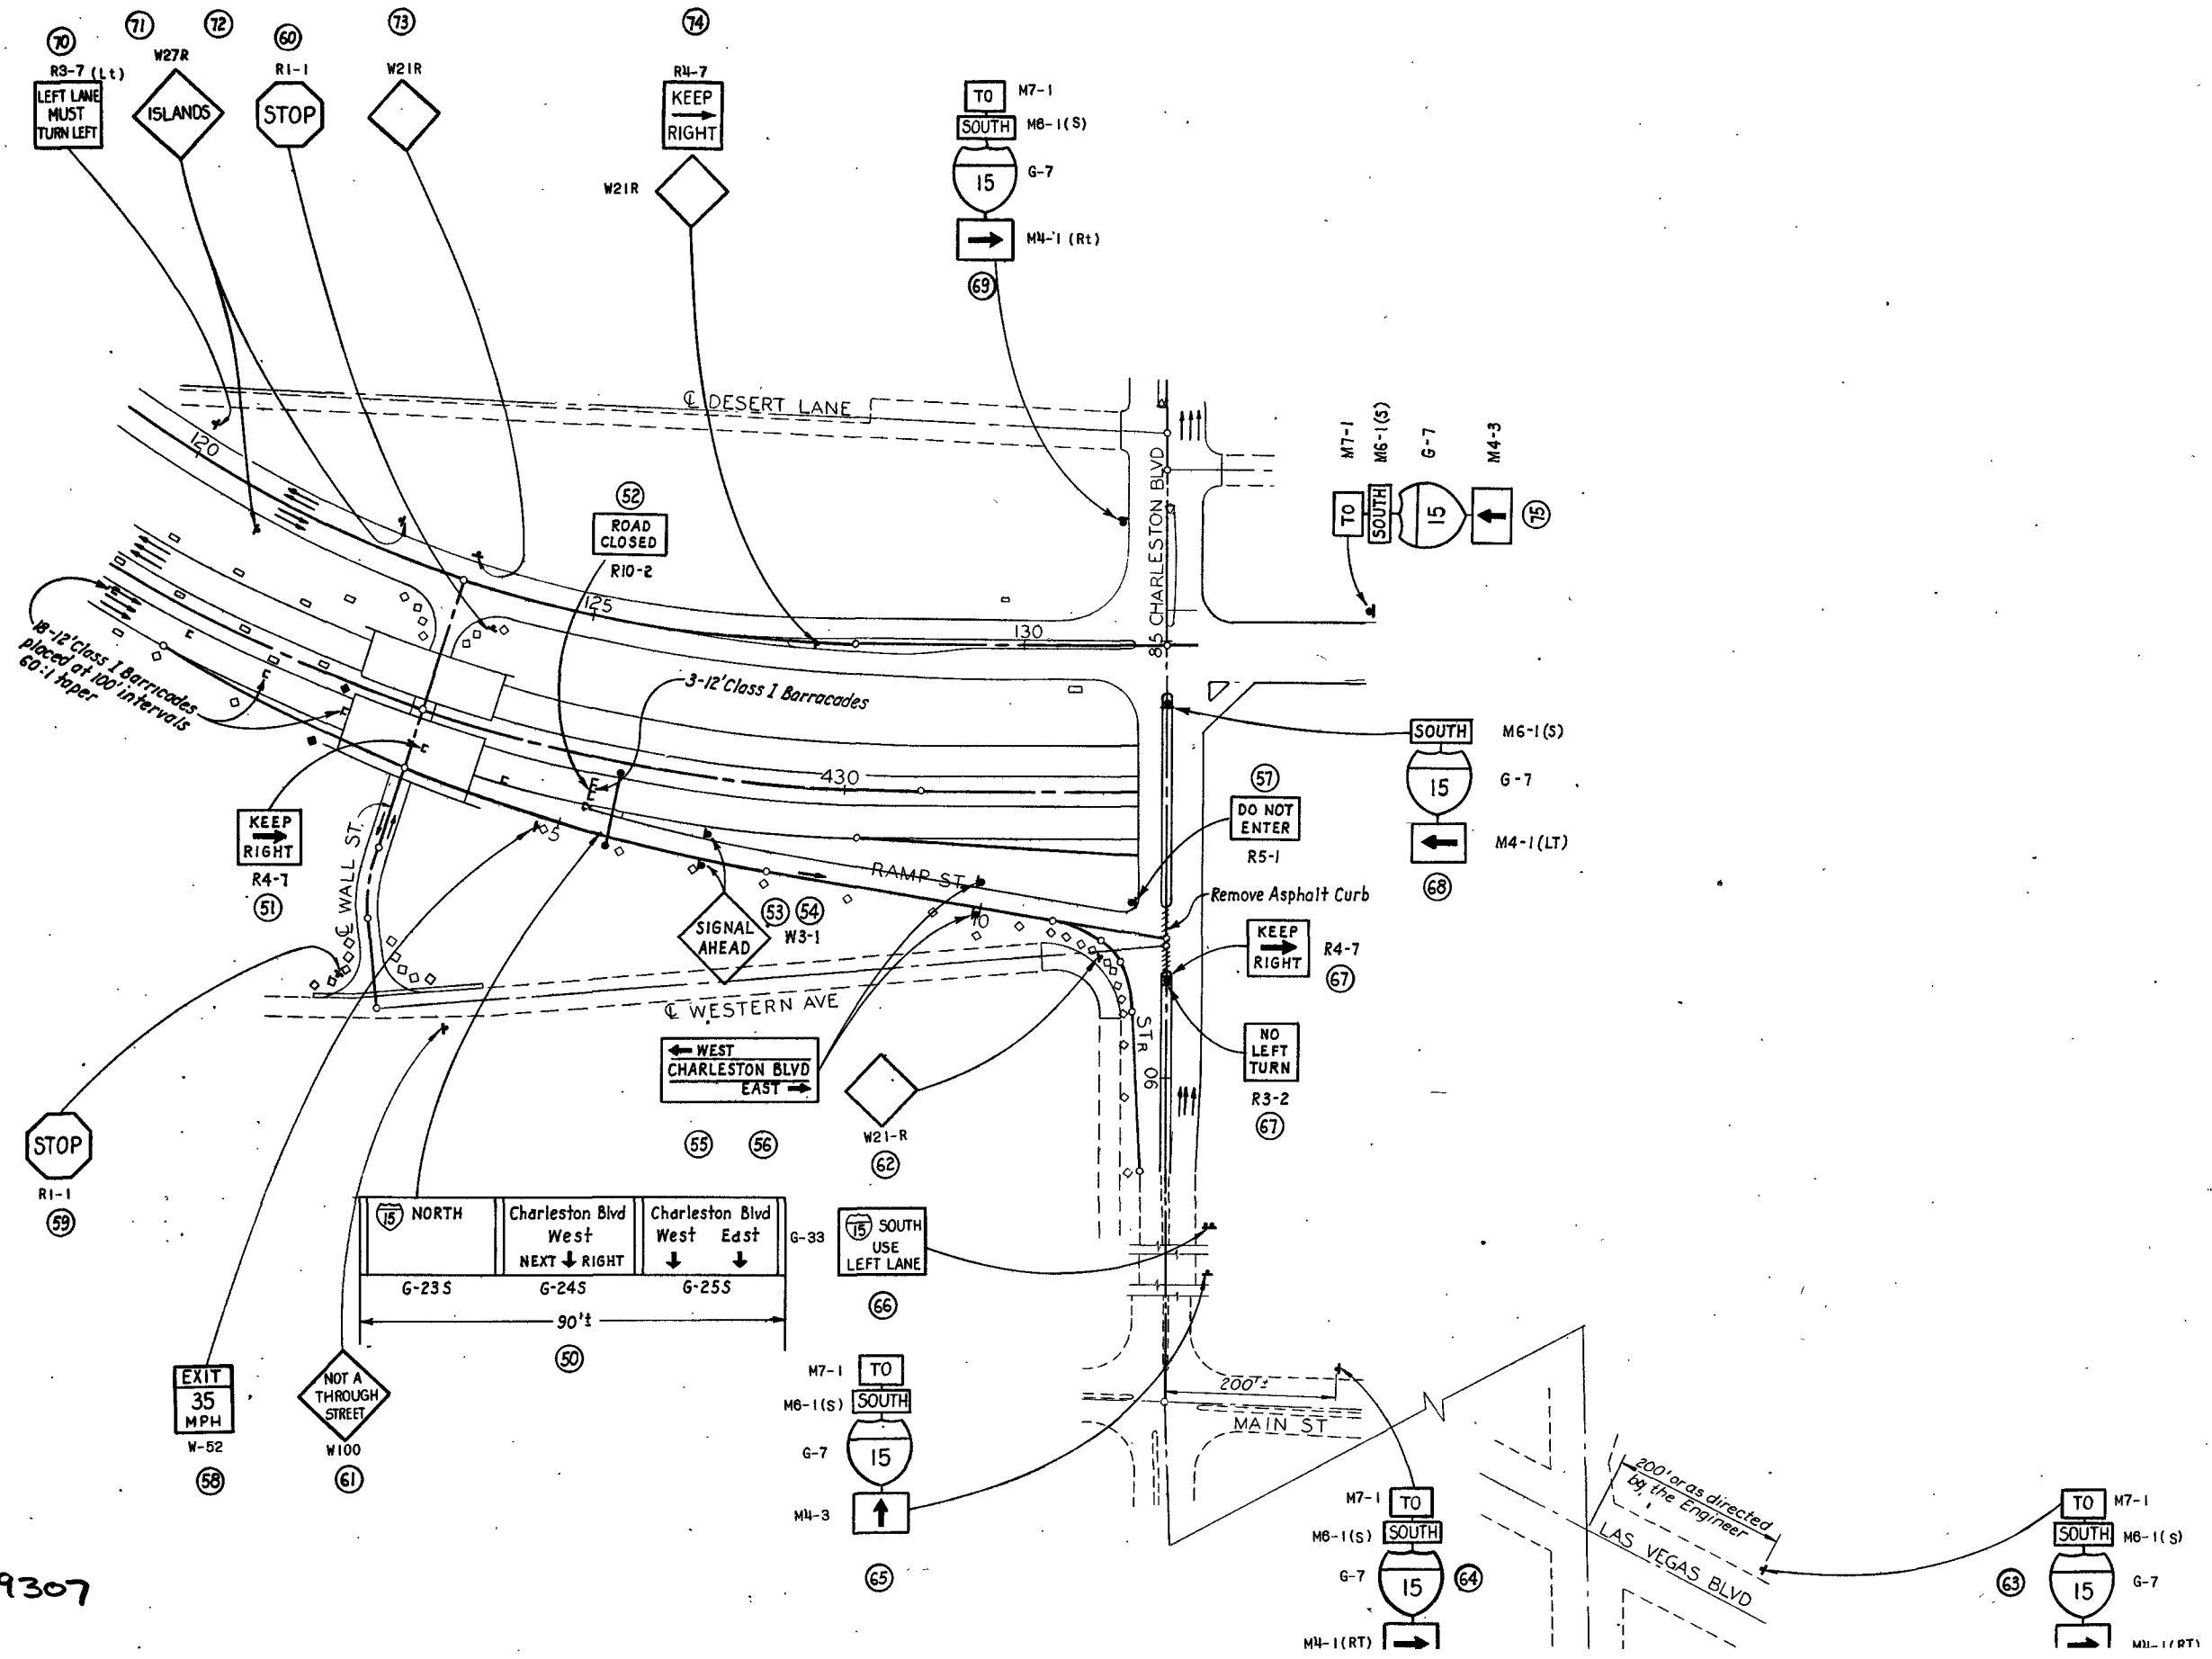 70
R3-7 (Lt)
LEFT LANE
MUST
TURN LEFT
71
W27R
ISLANDS
72
60
R1-1
STOP
73
W21R
74
R4-7
KEEP
RIGHT
W21R
TO M7-1
SOUTH M6-1(S)
15 G-7
M4-1 (Rt)
69
℄ DESERT LANE
120
125
130
85 CHARLESTON BLVD
M7-1
M6-1(S)
G-7
M4-3
TO
SOUTH
15
75
52
ROAD
CLOSED
R10-2
18-12' Class I Barricades
placed at 100' intervals
60:1 taper
3-12' Class I Barracades
430
SOUTH M6-1(S)
15 G-7
M4-1(LT)
68
57
DO NOT
ENTER
R5-1
KEEP
RIGHT
R4-7
51
℄ WALL ST.
5
RAMP ST.
10
Remove Asphalt Curb
SIGNAL
AHEAD
53 54
W3-1
KEEP
RIGHT
R4-7
67
℄ WESTERN AVE
STR
90
NO
LEFT
TURN
R3-2
67
WEST
CHARLESTON BLVD
EAST
55 56
W21-R
62
STOP
R1-1
59
15 NORTH
G-23S
Charleston Blvd
West
NEXT RIGHT
G-24S
Charleston Blvd
West East
G-25S
G-33
90'±
50
15 SOUTH
USE
LEFT LANE
66
EXIT
35
MPH
W-52
58
NOT A
THROUGH
STREET
W100
61
M7-1 TO
M6-1(S) SOUTH
G-7 15
M4-3
65
200'±
MAIN ST
M7-1 TO
M6-1(S) SOUTH
G-7 15
64
M4-1(RT)
200' or as directed
by the Engineer
LAS VEGAS BLVD
TO M7-1
SOUTH M6-1(S)
63
15 G-7
M4-1(RT)
9307